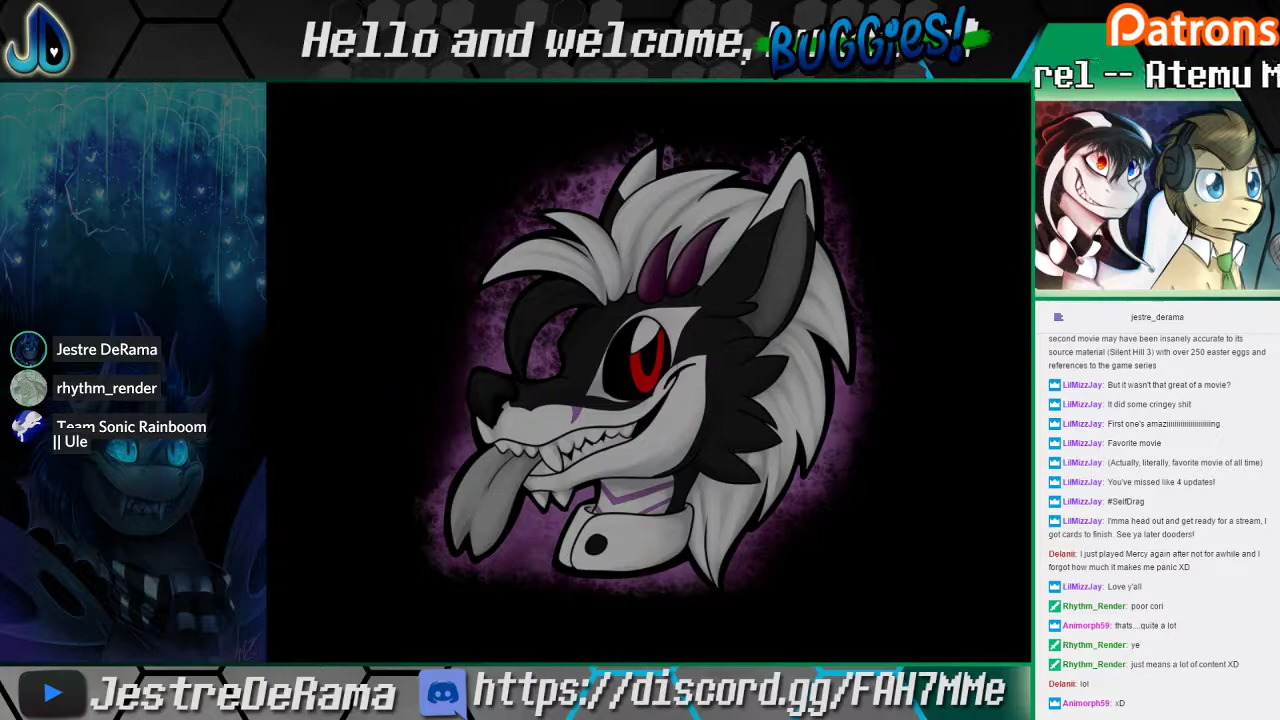 Hello and welcome,
BUGGiES!
Patrons
rel -- Atemu M
Jestre DeRama
rhythm_render
Team Sonic Rainboom
|| Ule
jestre_derama
second movie may have been insanely accurate to its
source material (Silent Hill 3) with over 250 easter eggs and
references to the game series
LilMizzJay: But it wasn't that great of a movie?
LilMizzJay: It did some cringey shit
LilMizzJay: First one's amaziiiiiiiiiiiiiiiiiiiiiing
LilMizzJay: Favorite movie
LilMizzJay: (Actually, literally, favorite movie of all time)
LilMizzJay: You've missed like 4 updates!
LilMizzJay: #SelfDrag
LilMizzJay: I'mma head out and get ready for a stream, I
got cards to finish. See ya later dooders!
Delanii: I just played Mercy again after not for awhile and I
forgot how much it makes me panic XD
LilMizzJay: Love y'all
Rhythm_Render: poor cori
Animorph59: thats....quite a lot
Rhythm_Render: ye
Rhythm_Render: just means a lot of content XD
Delanii: lol
Animorph59: xD
JestreDeRama
https://discord.gg/FAH7MMe